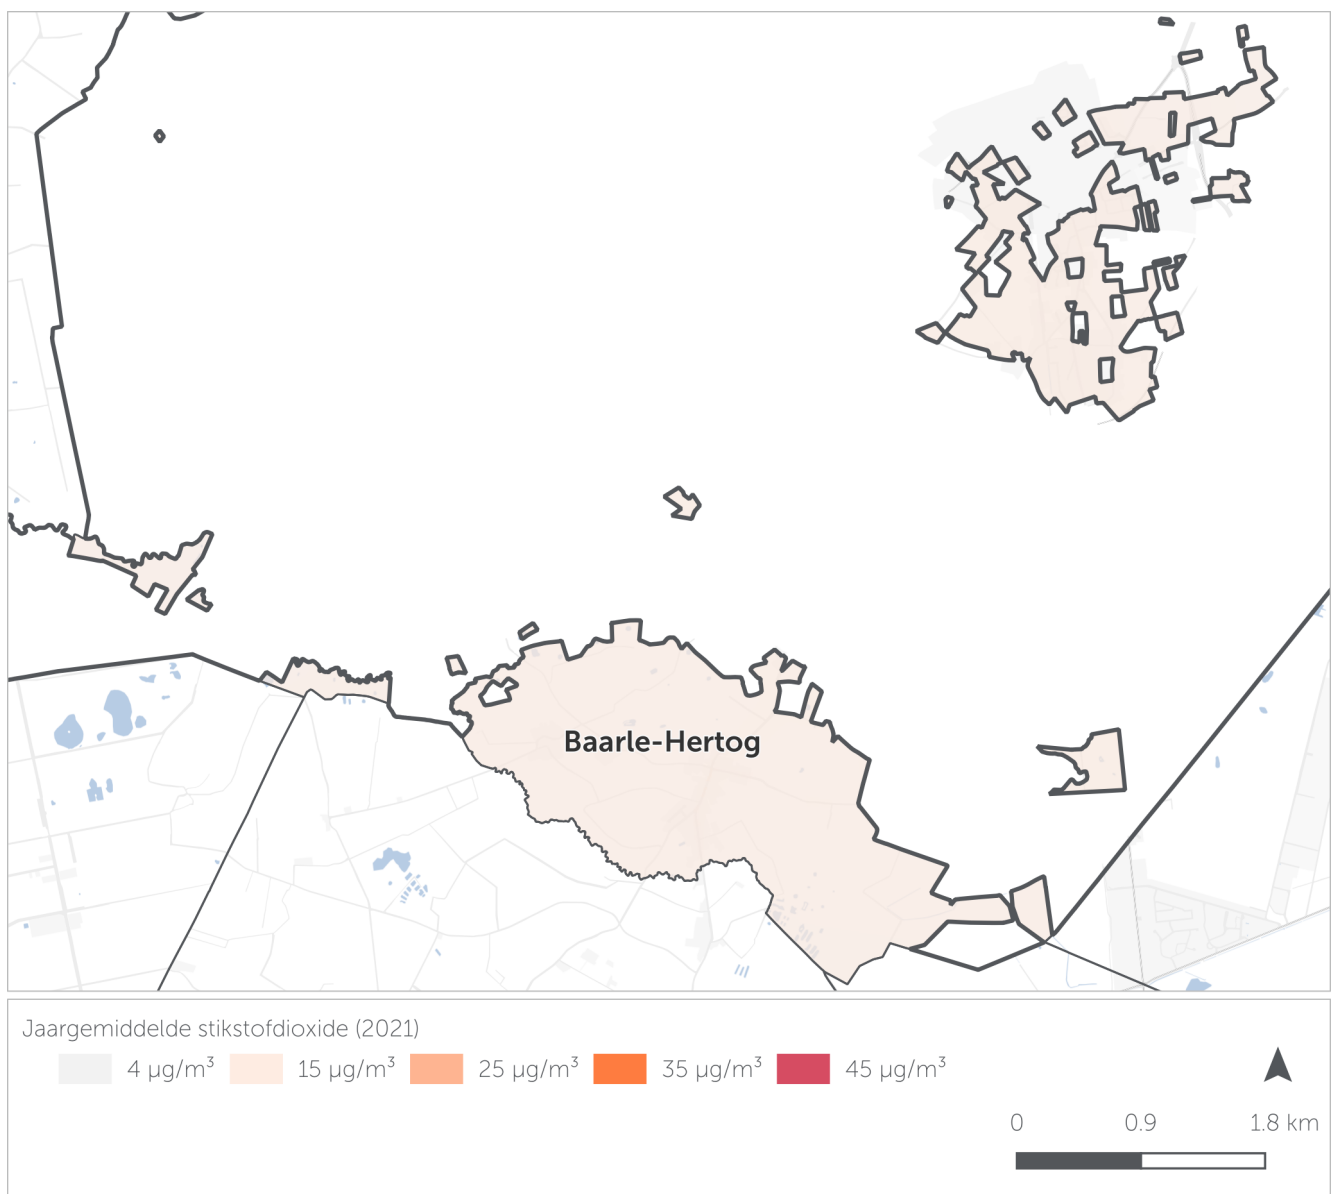 Baarle-Hertog
Jaargemiddelde stikstofdioxide (2021)
4 µg/m³ 15 µg/m³ 25 µg/m³ 35 µg/m³ 45 µg/m³
0 0.9 1.8 km